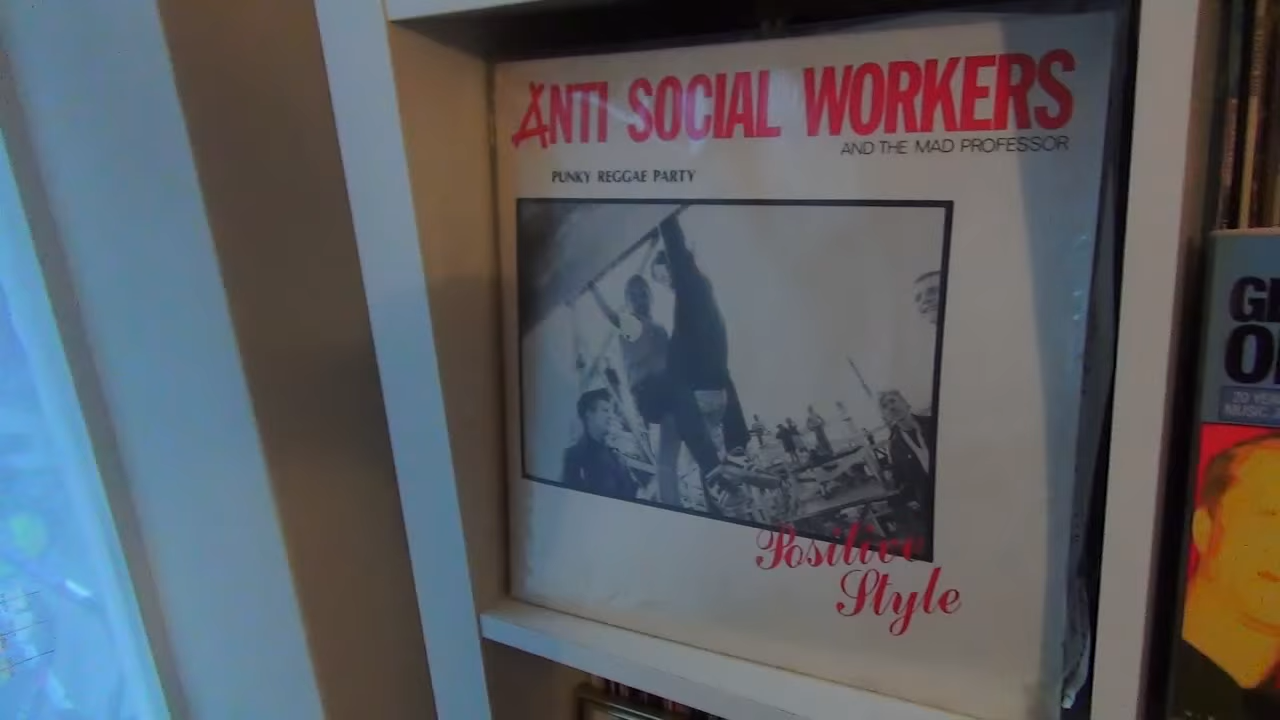 ANTI SOCIAL WORKERS
AND THE MAD PROFESSOR
PUNKY REGGAE PARTY
Positive
Style